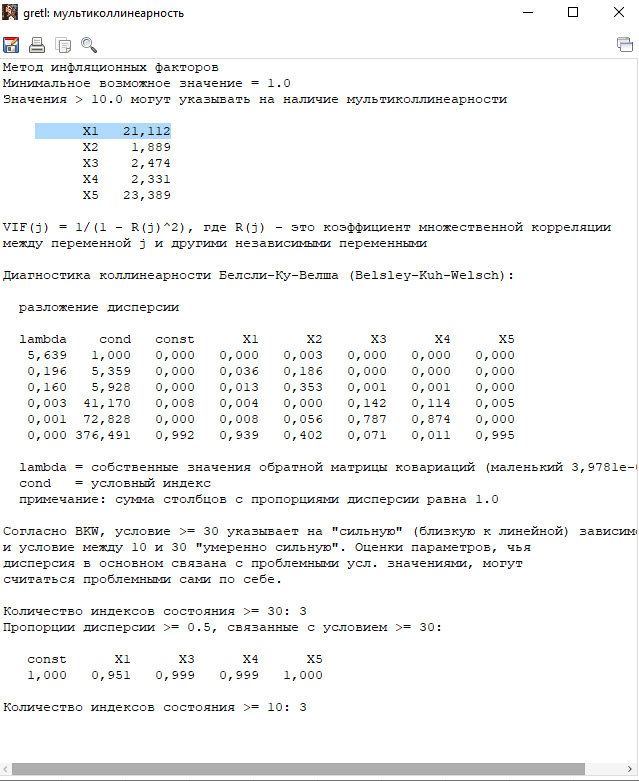 gretl: мультиколлинеарность
Метод инфляционных факторов
Минимальное возможное значение = 1.0
Значения > 10.0 могут указывать на наличие мультиколлинеарности
X1 21,112
X2 1,889
X3 2,474
X4 2,331
X5 23,389
VIF(j) = 1/(1 - R(j)^2), где R(j) - это коэффициент множественной корреляции
между переменной j и другими независимыми переменными
Диагностика коллинеарности Белсли-Ку-Велша (Belsley-Kuh-Welsch):
разложение дисперсии
lambda cond const X1 X2 X3 X4 X5
5,639 1,000 0,000 0,000 0,003 0,000 0,000 0,000
0,196 5,359 0,000 0,036 0,186 0,000 0,000 0,000
0,160 5,928 0,000 0,013 0,353 0,001 0,001 0,000
0,003 41,170 0,008 0,004 0,000 0,142 0,114 0,005
0,001 72,828 0,000 0,008 0,056 0,787 0,874 0,000
0,000 376,491 0,992 0,939 0,402 0,071 0,011 0,995
lambda = собственные значения обратной матрицы ковариаций (маленький 3,9781e-
cond = условный индекс
примечание: сумма столбцов с пропорциями дисперсии равна 1.0
Согласно BKW, условие >= 30 указывает на "сильную" (близкую к линейной) зависим
и условие между 10 и 30 "умеренно сильную". Оценки параметров, чья
дисперсия в основном связана с проблемными усл. значениями, могут
считаться проблемными сами по себе.
Количество индексов состояния >= 30: 3
Пропорции дисперсии >= 0.5, связанные с условием >= 30:
const X1 X3 X4 X5
1,000 0,951 0,999 0,999 1,000
Количество индексов состояния >= 10: 3